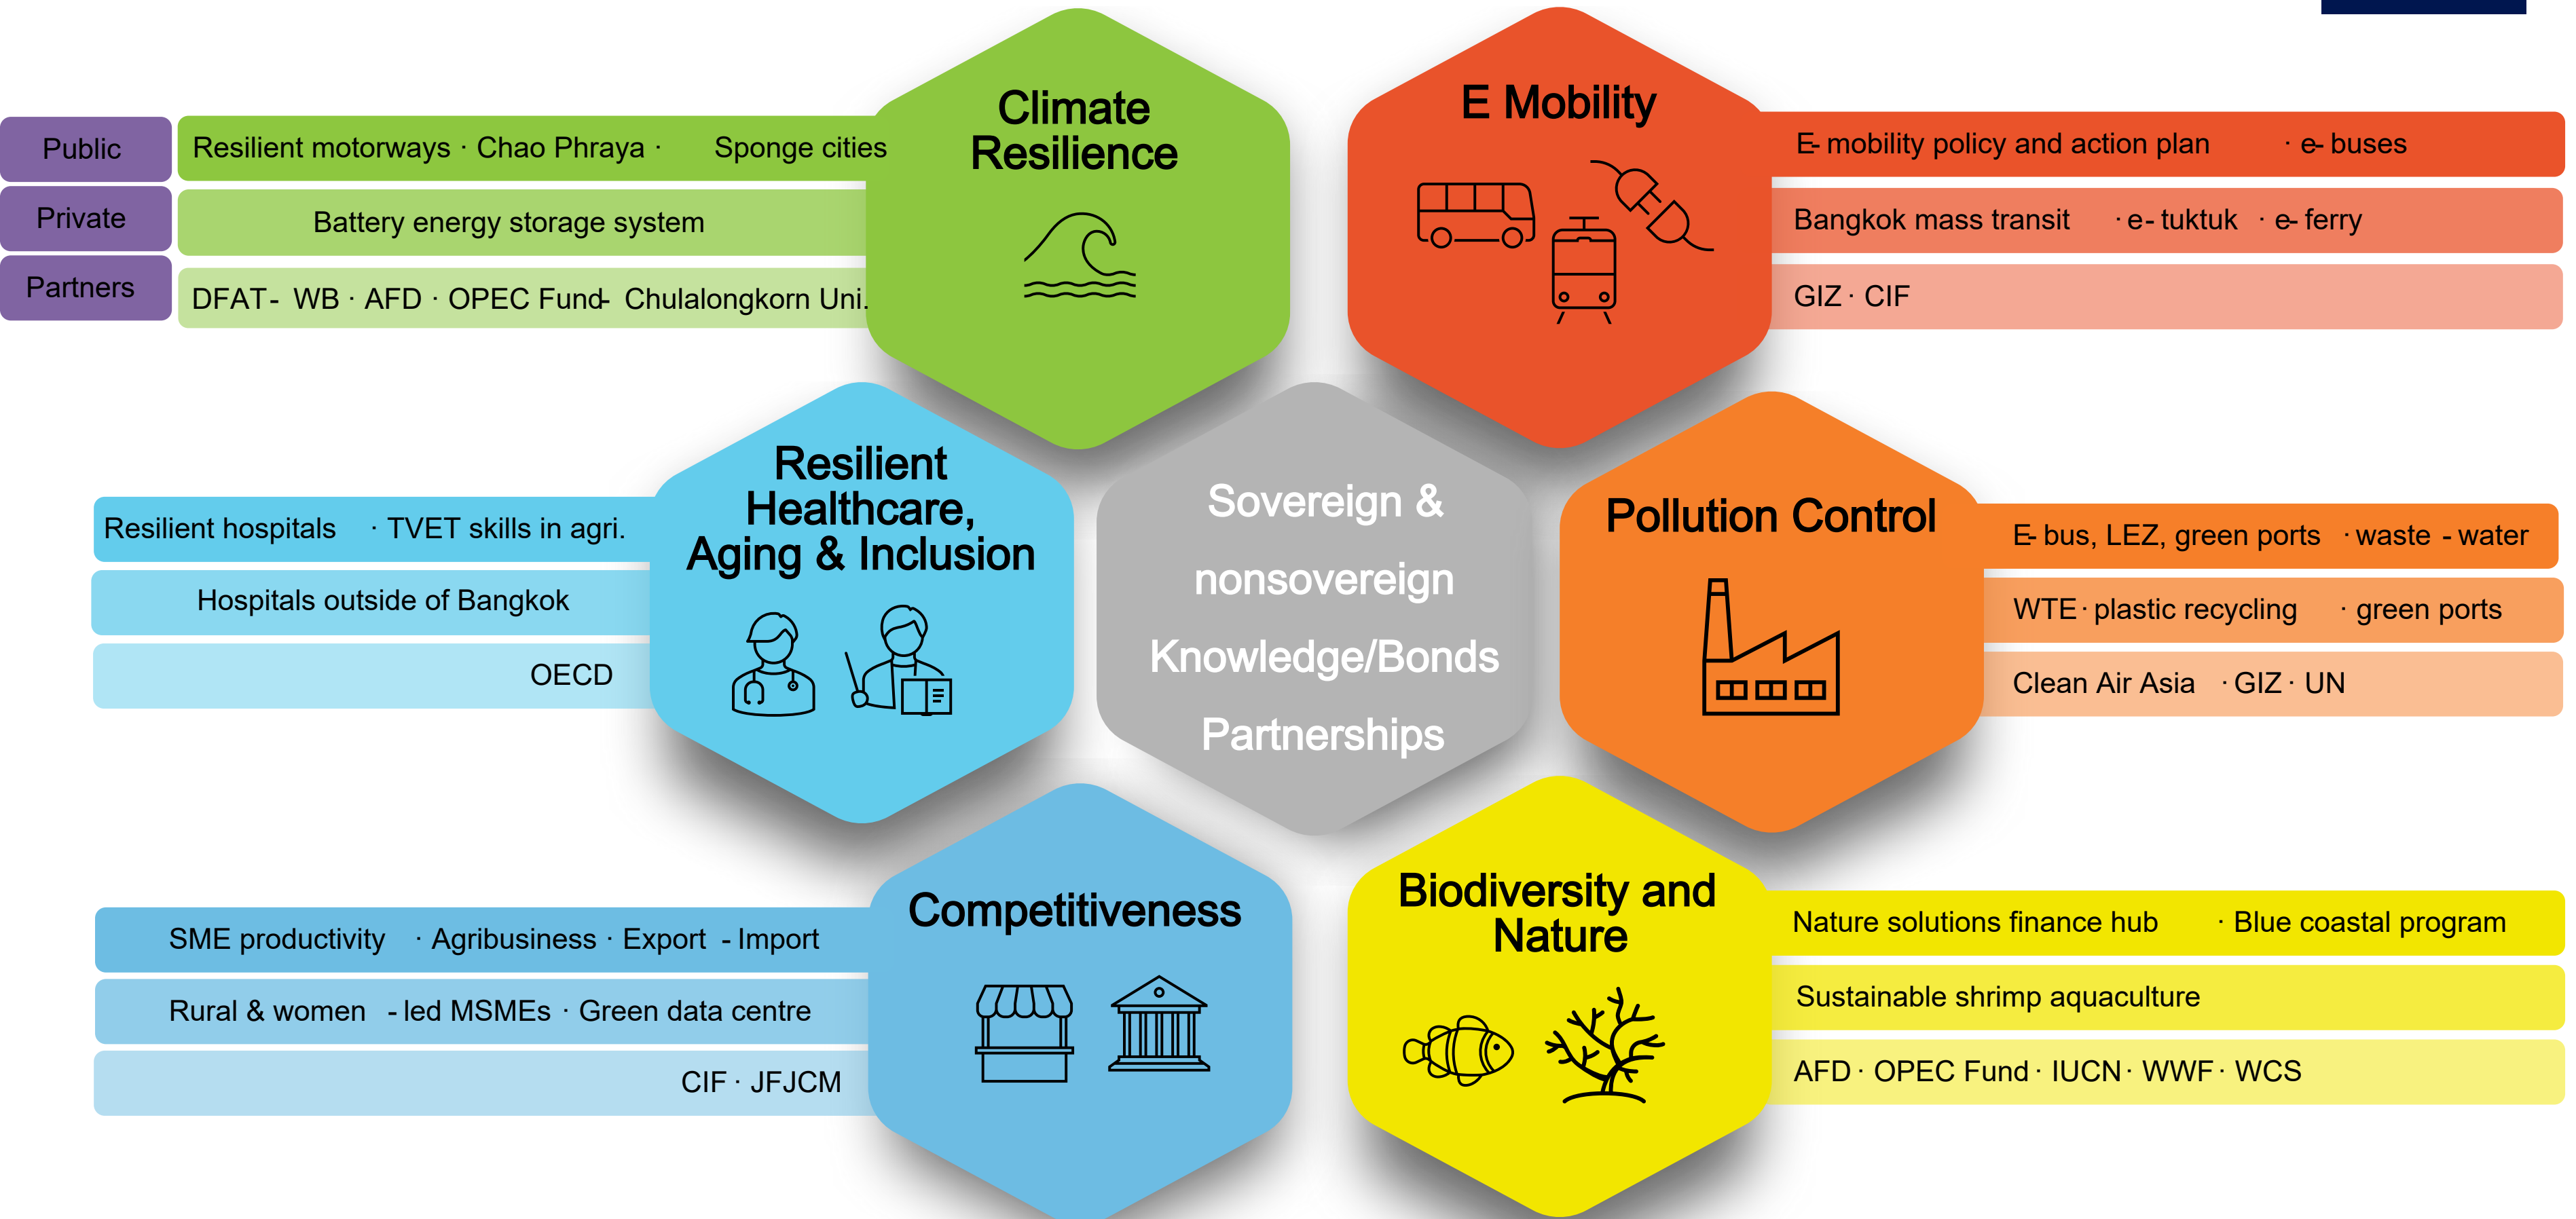 Climate
Resilience
Public
Resilient motorways · Chao Phraya · Sponge cities
Private
Battery energy storage system
Partners
DFAT- WB · AFD · OPEC Fund- Chulalongkorn Uni.
E Mobility
E- mobility policy and action plan · e- buses
Bangkok mass transit · e- tuktuk · e- ferry
GIZ · CIF
Resilient
Healthcare,
Aging & Inclusion
Resilient hospitals · TVET skills in agri.
Hospitals outside of Bangkok
OECD
Sovereign &
nonsovereign
Knowledge/Bonds
Partnerships
Pollution Control
E- bus, LEZ, green ports · waste - water
WTE · plastic recycling · green ports
Clean Air Asia · GIZ · UN
Competitiveness
SME productivity · Agribusiness · Export - Import
Rural & women - led MSMEs · Green data centre
CIF · JFJCM
Biodiversity and
Nature
Nature solutions finance hub · Blue coastal program
Sustainable shrimp aquaculture
AFD · OPEC Fund · IUCN · WWF · WCS